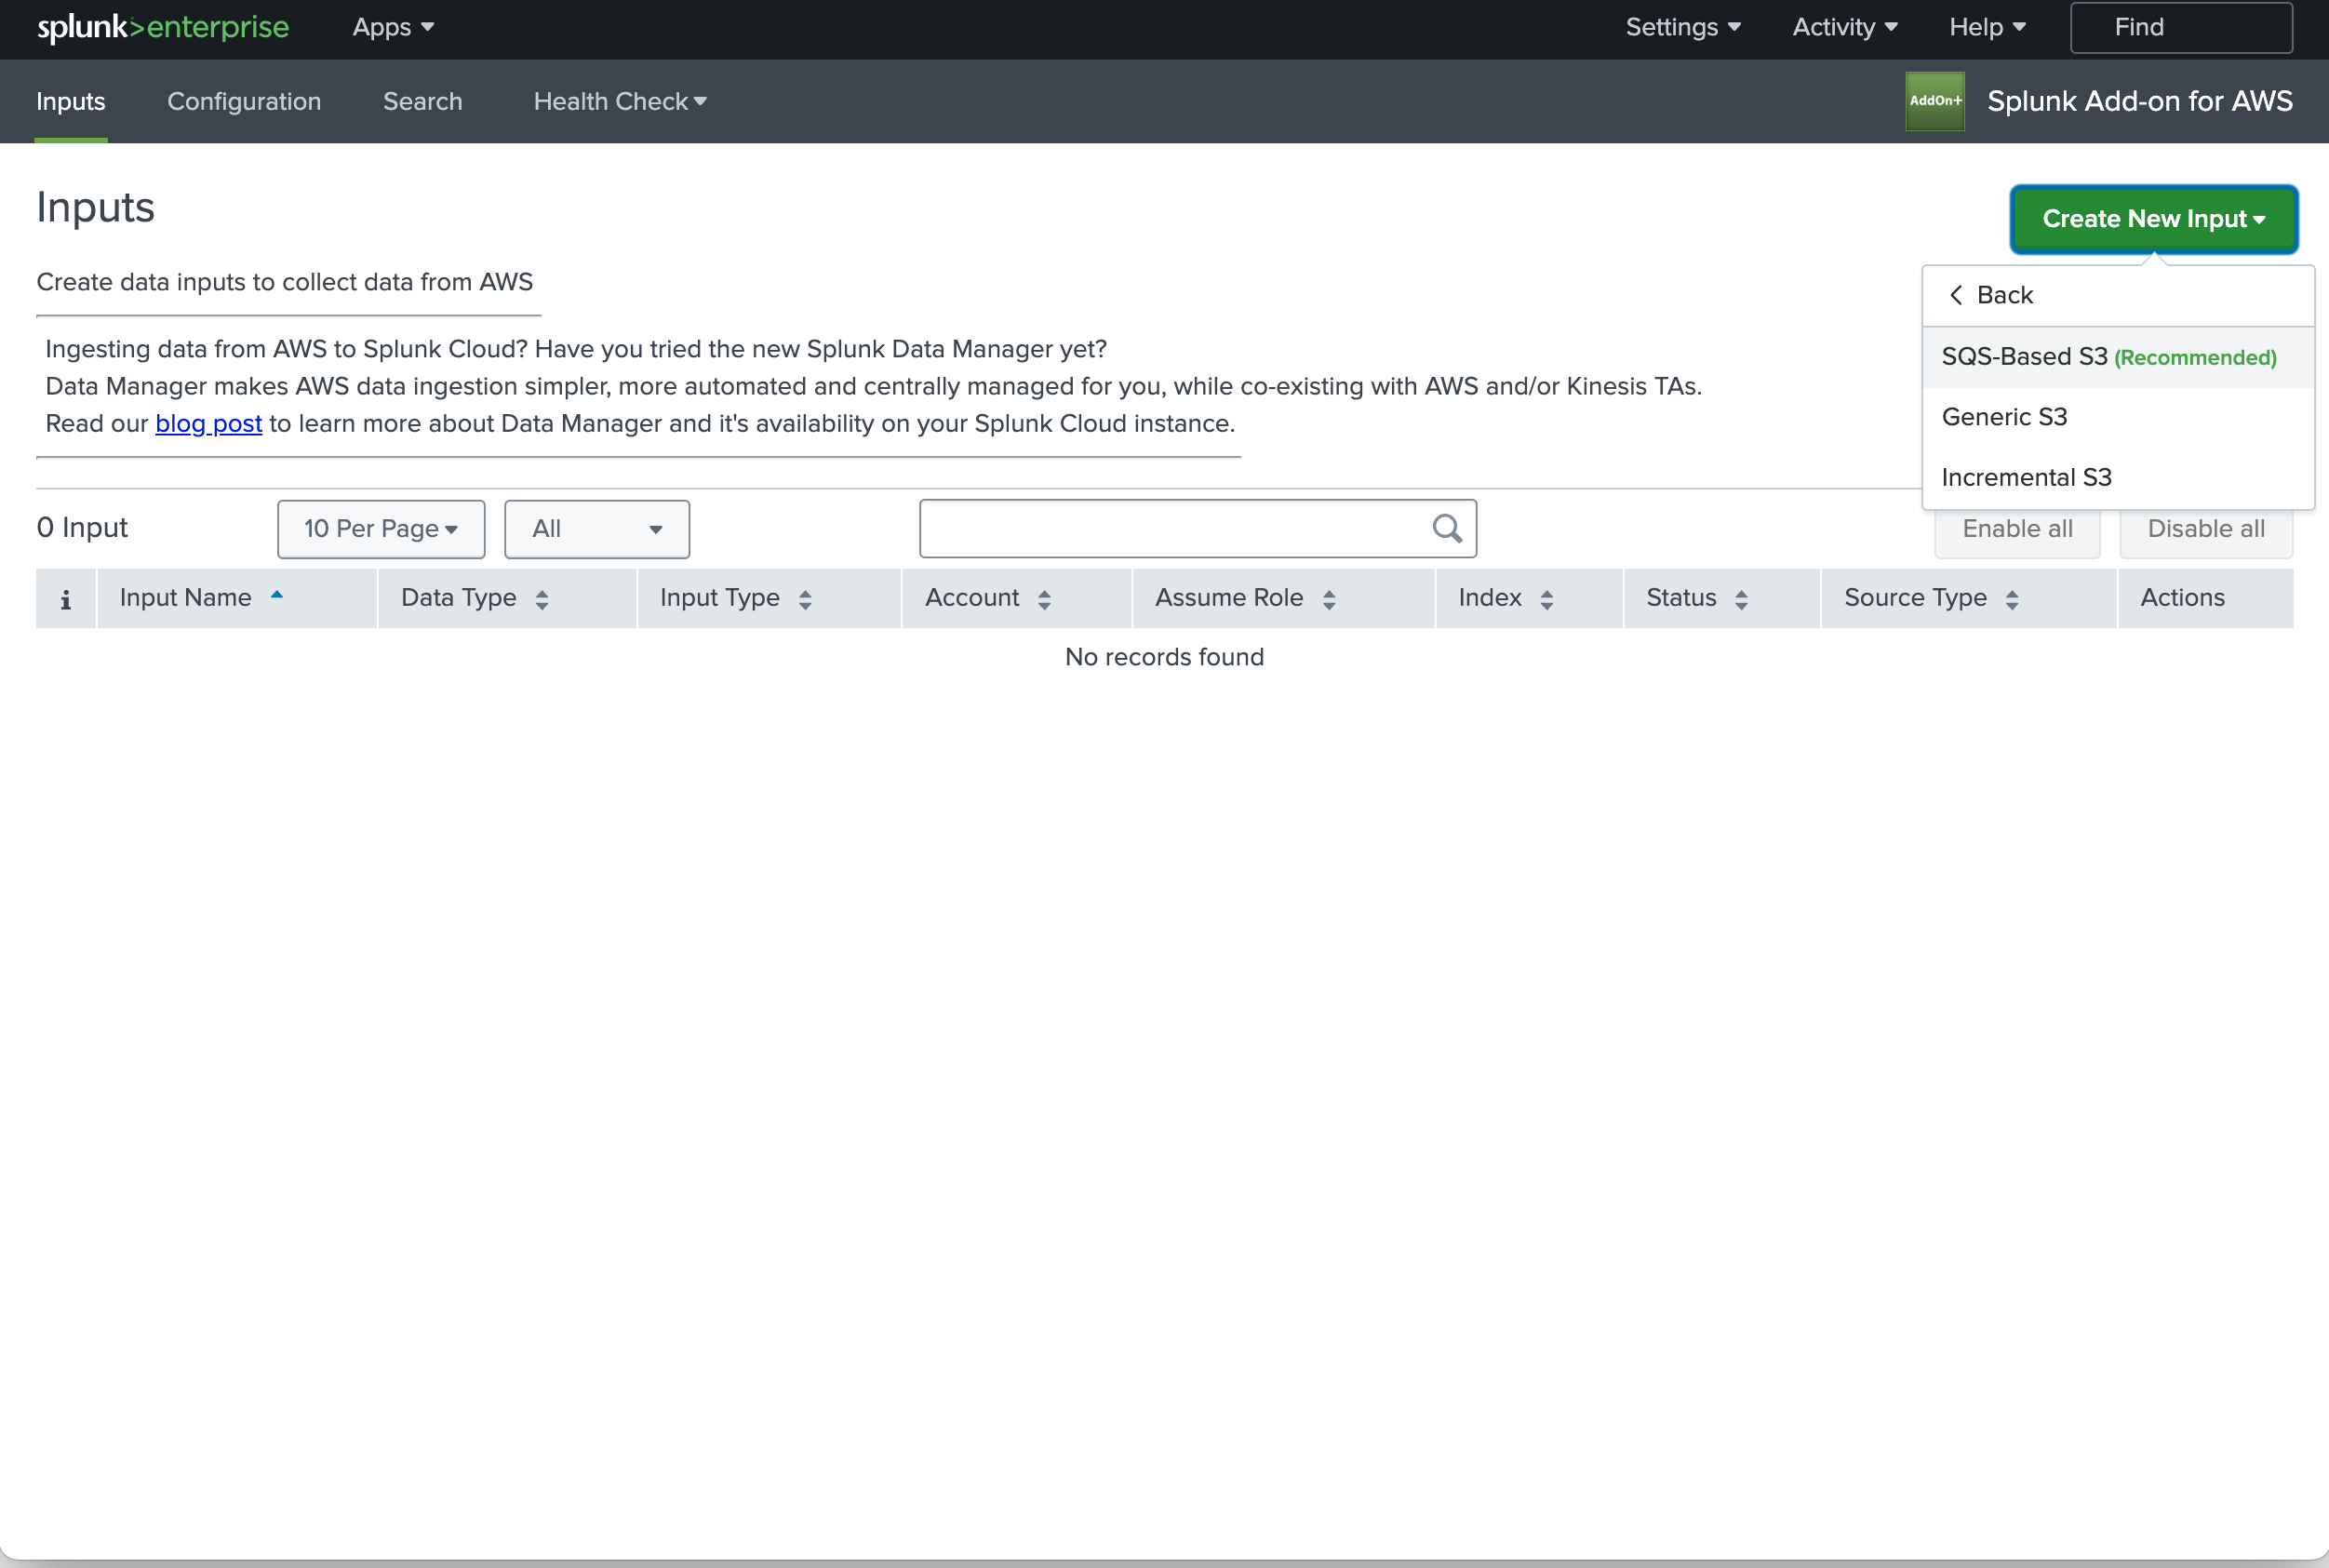 splunk>enterprise Apps Settings Activity Help Find
Inputs Configuration Search Health Check AddOn+ Splunk Add-on for AWS
Inputs
Create New Input
Create data inputs to collect data from AWS
Back
SQS-Based S3 (Recommended)
Generic S3
Incremental S3
Ingesting data from AWS to Splunk Cloud? Have you tried the new Splunk Data Manager yet?
Data Manager makes AWS data ingestion simpler, more automated and centrally managed for you, while co-existing with AWS and/or Kinesis TAs.
Read our blog post to learn more about Data Manager and it's availability on your Splunk Cloud instance.
0 Input 10 Per Page All Enable all Disable all
i Input Name Data Type Input Type Account Assume Role Index Status Source Type Actions
No records found